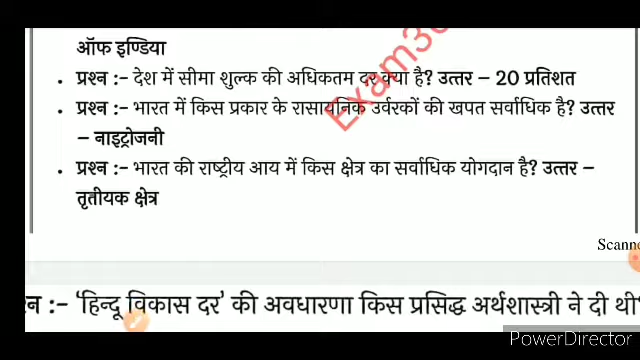 ऑफ इण्डिया
• प्रश्न :- देश में सीमा शुल्क की अधिकतम दर क्या है? उत्तर – 20 प्रतिशत
• प्रश्न :- भारत में किस प्रकार के रासायनिक उर्वरकों की खपत सर्वाधिक है? उत्तर
– नाइट्रोजनी
• प्रश्न :- भारत की राष्ट्रीय आय में किस क्षेत्र का सर्वाधिक योगदान है? उत्तर –
तृतीयक क्षेत्र
Scanne
न :- 'हिन्दू विकास दर' की अवधारणा किस प्रसिद्ध अर्थशास्त्री ने दी थी
PowerDirector